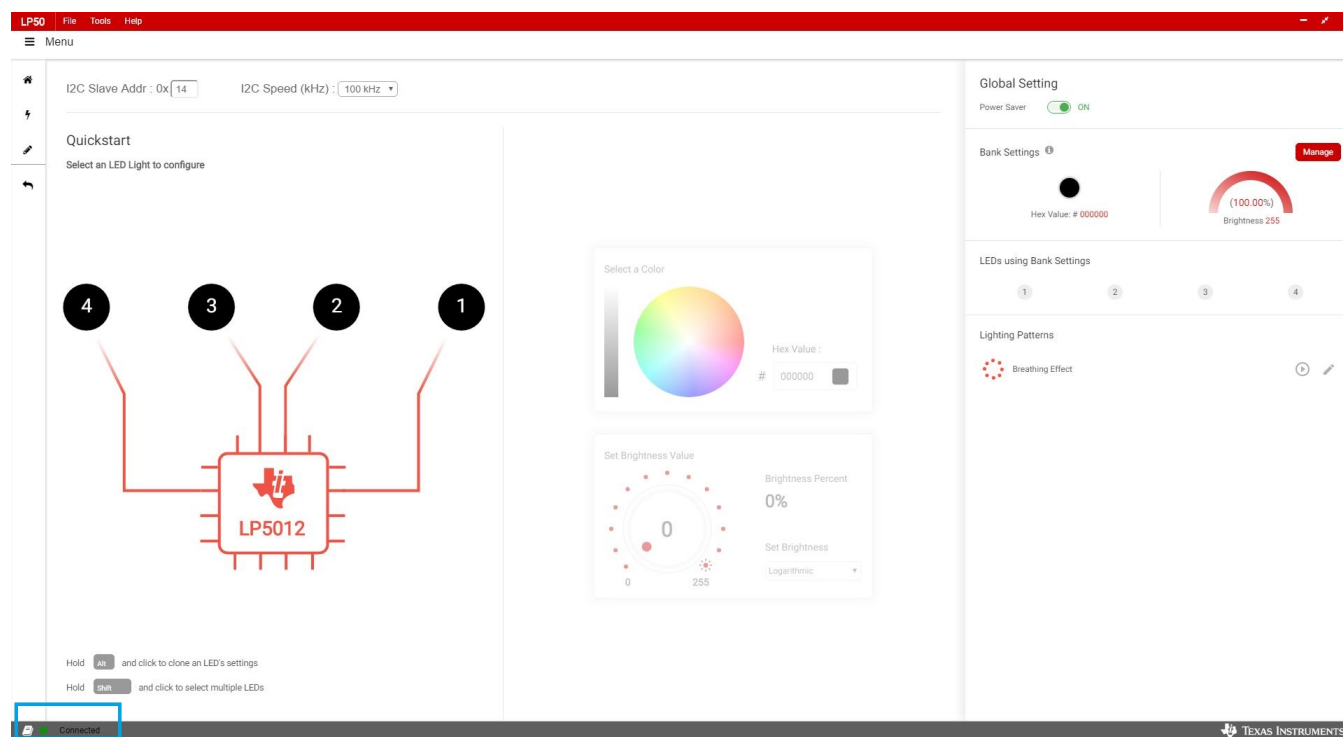 LP50 File Tools Help
Menu
I2C Slave Addr : 0x 14 I2C Speed (kHz) : 100 kHz
Quickstart
Select an LED Light to configure
4 3 2 1
LP5012
Hold Alt and click to clone an LED's settings
Hold Shift and click to select multiple LEDs
Select a Color
Hex Value :
# 000000
Set Brightness Value
Brightness Percent
0%
0
Set Brightness
Logarithmic
0 255
Global Setting
Power Saver ON
Bank Settings Manage
(100.00%)
Hex Value: # 000000 Brightness 255
LEDs using Bank Settings
1 2 3 4
Lighting Patterns
Breathing Effect
Connected
TEXAS INSTRUMENTS